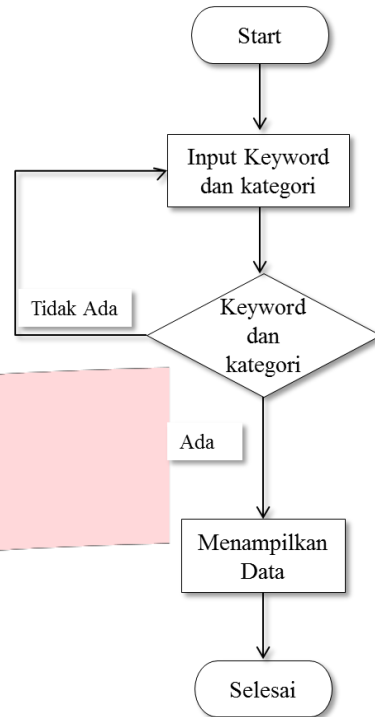 Start
Input Keyword
dan kategori
Keyword
dan
kategori
Tidak Ada
Ada
Menampilkan
Data
Selesai